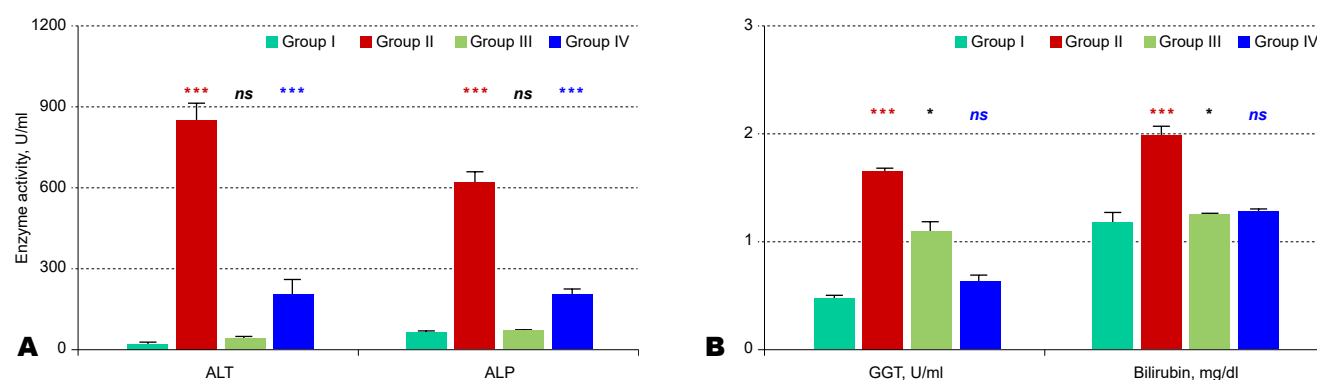 1200
900
600
300
0
Enzyme activity, U/ml
Group I Group II Group III Group IV
*** ns *** *** ns ***
ALT ALP
A
3
2
1
0
Group I Group II Group III Group IV
*** * ns *** * ns
GGT, U/ml Bilirubin, mg/dl
B